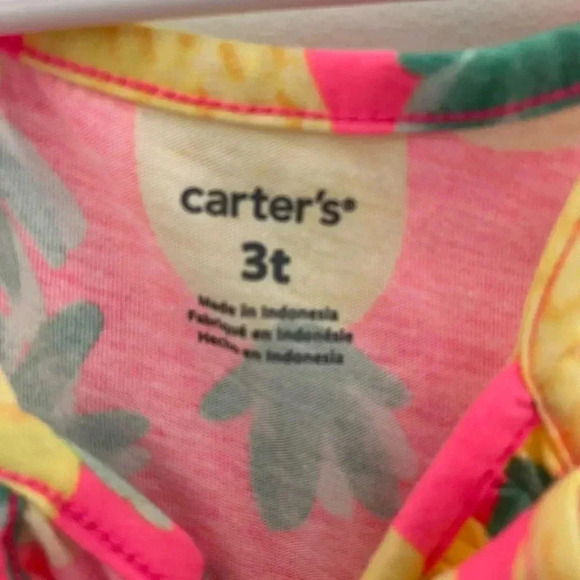 carter's®
3t
Made in Indonesia
Fabriqué en Indonésie
Hecho en Indonesia